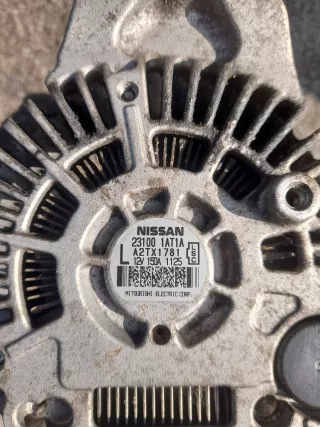 NISSAN
23100 1AT1A
L A2TX1781
12V 150A 1125
MITSUBISHI ELECTRIC CORP.